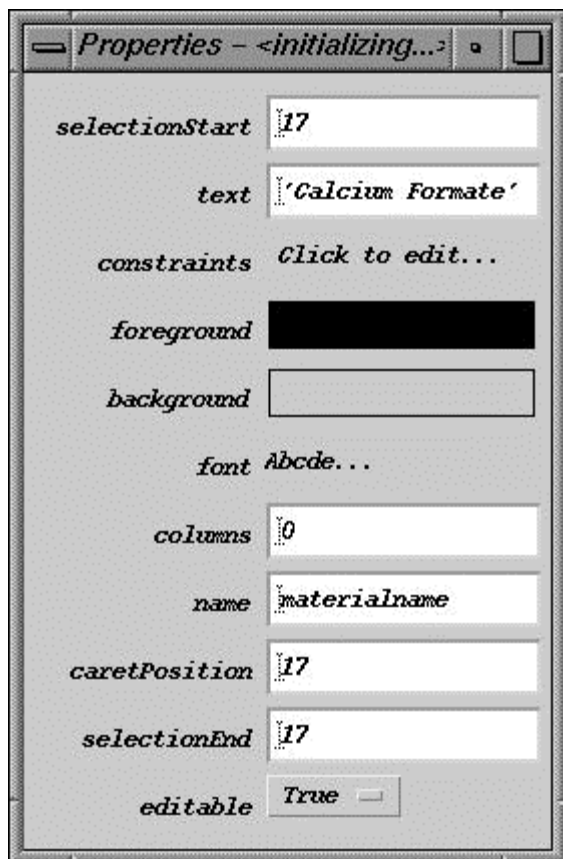 Properties - <initializing...>
selectionStart 17
text 'Calcium Formate'
constraints Click to edit...
foreground
background
font Abcde...
columns 0
name materialname
caretPosition 17
selectionEnd 17
editable True